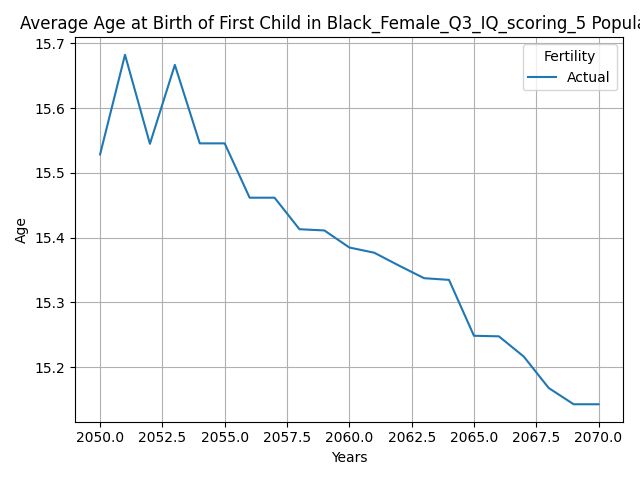 Average Age at Birth of First Child in Black_Female_Q3_IQ_scoring_5
15.7
15.6
15.5
15.4
15.3
15.2
Age
Fertility
Actual
2050.0 2052.5 2055.0 2057.5 2060.0 2062.5 2065.0 2067.5 2070.0
Years